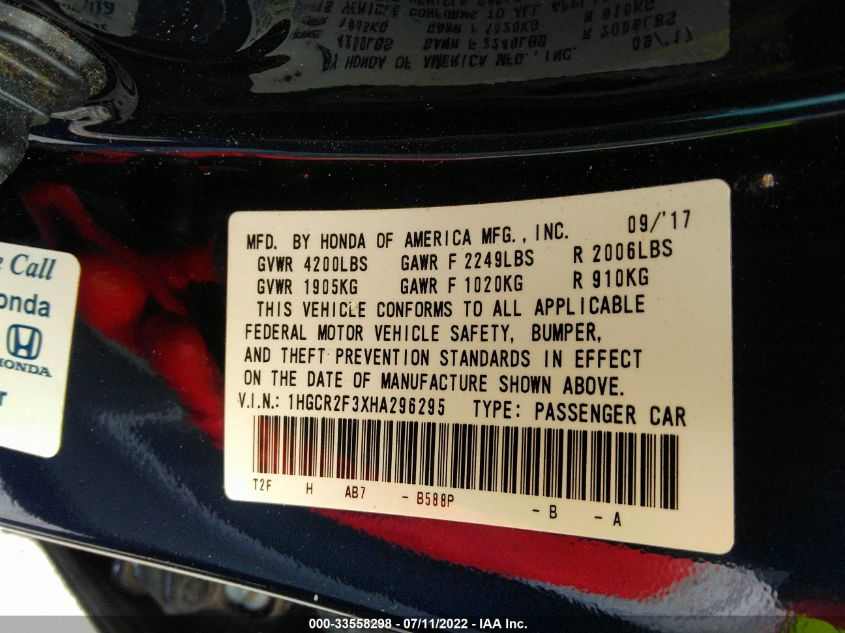 MFD. BY HONDA OF AMERICA MFG., INC. 09/'17
GVWR 4200LBS GAWR F 2249LBS R 2006LBS
GVWR 1905KG GAWR F 1020KG R 910KG
THIS VEHICLE CONFORMS TO ALL APPLICABLE
FEDERAL MOTOR VEHICLE SAFETY, BUMPER,
AND THEFT PREVENTION STANDARDS IN EFFECT
ON THE DATE OF MANUFACTURE SHOWN ABOVE.
V.I.N.: 1HGCR2F3XHA296295 TYPE: PASSENGER CAR
T2F H AB7 - B588P - B - A
Call
onda
HONDA
r
000-33558298 - 07/11/2022 - IAA Inc.